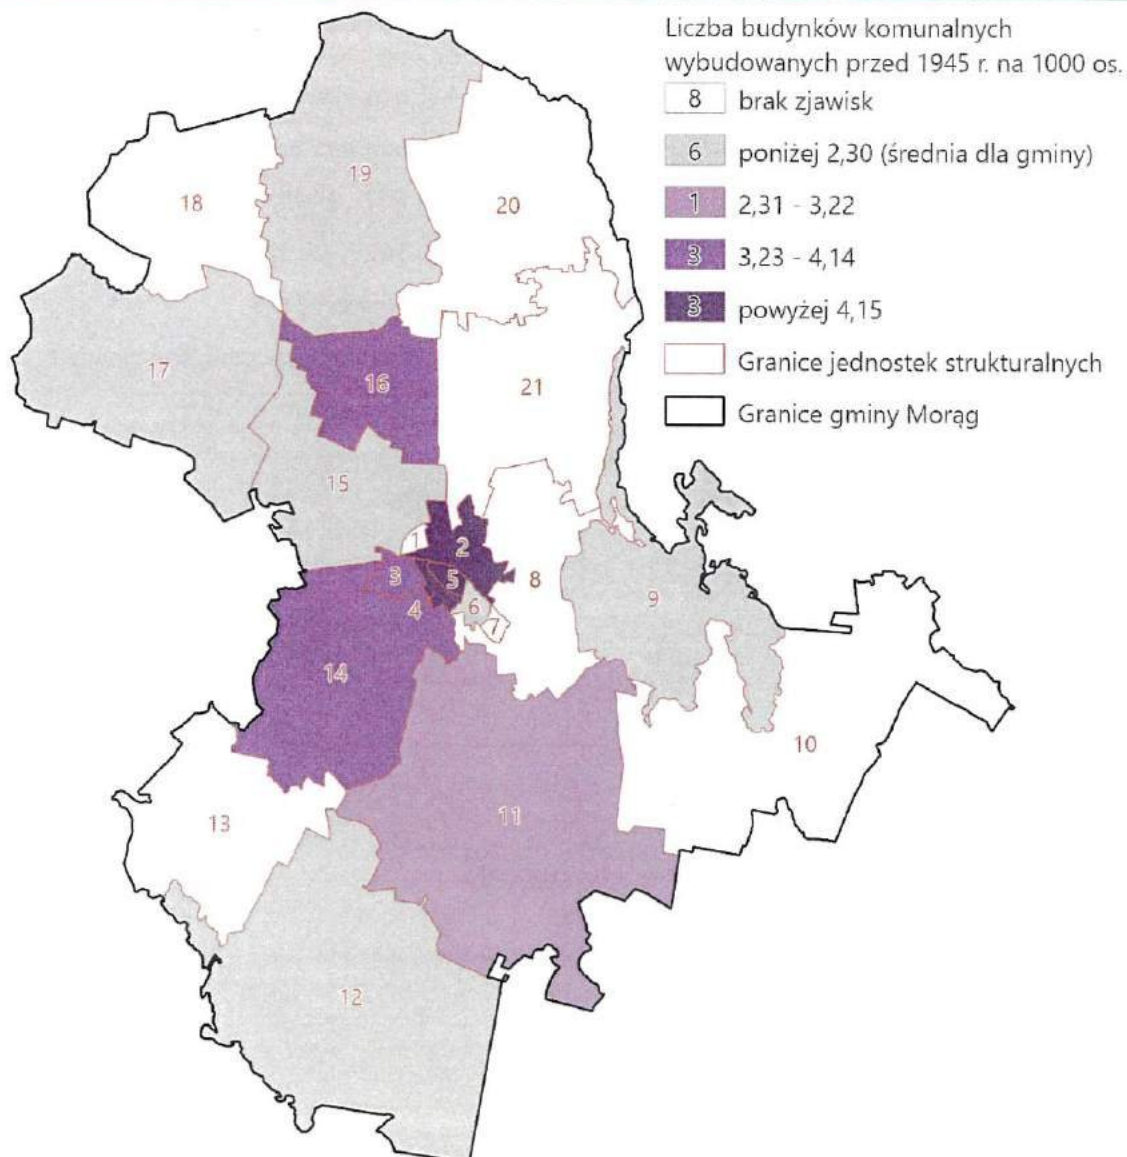 Liczba budynków komunalnych
wybudowanych przed 1945 r. na 1000 os.
8 brak zjawisk
6 poniżej 2,30 (średnia dla gminy)
1 2,31 - 3,22
3 3,23 - 4,14
3 powyżej 4,15
Granice jednostek strukturalnych
Granice gminy Morąg
19
18
20
17
16
21
15
1
2
3
5
8
4
6
7
9
14
10
11
13
12